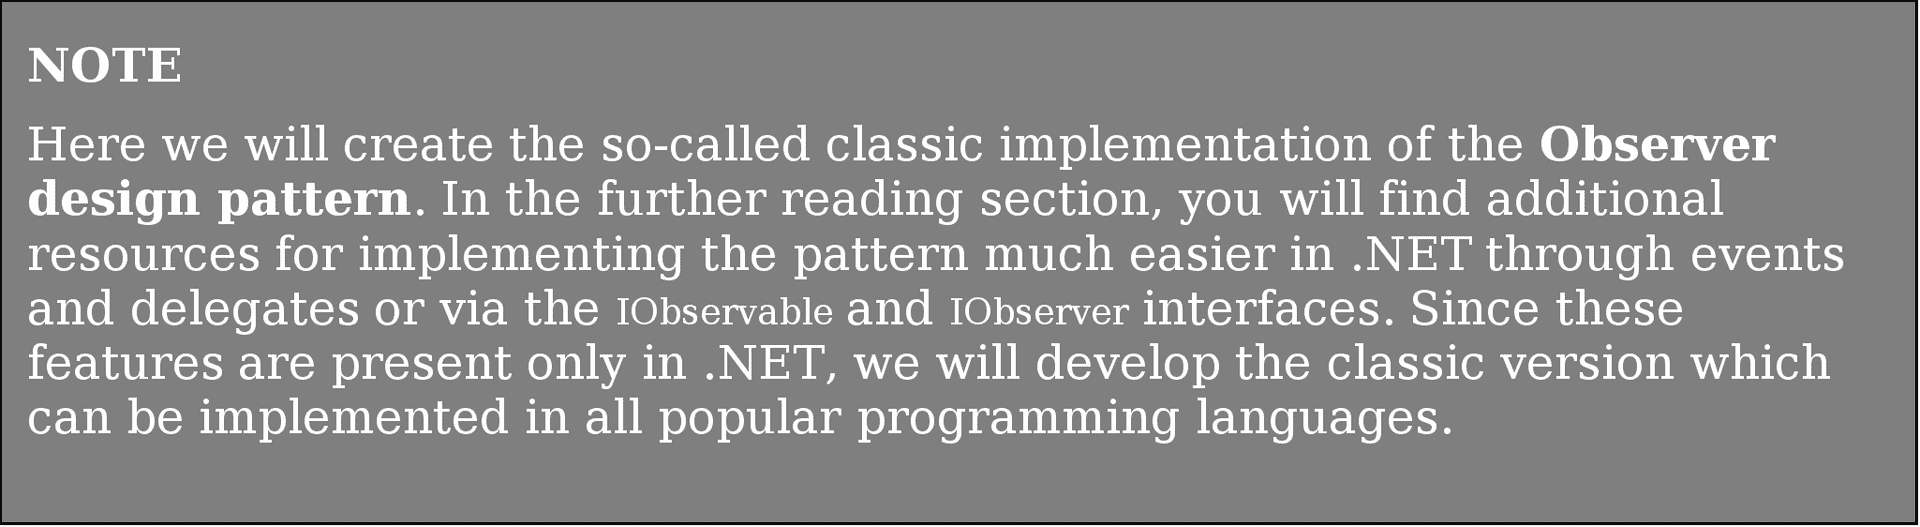 NOTE
Here we will create the so-called classic implementation of the Observer
design pattern. In the further reading section, you will find additional
resources for implementing the pattern much easier in .NET through events
and delegates or via the IObservable and IObserver interfaces. Since these
features are present only in .NET, we will develop the classic version which
can be implemented in all popular programming languages.